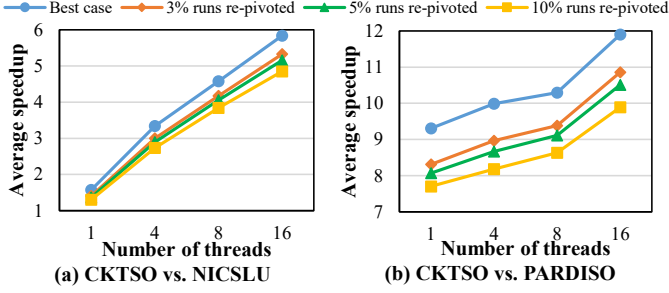 Best case 3% runs re-pivoted 5% runs re-pivoted 10% runs re-pivoted
Average speedup
6
5
4
3
2
1
1 4 8 16
Number of threads
(a) CKTSO vs. NICSLU
Average speedup
12
11
10
9
8
7
1 4 8 16
Number of threads
(b) CKTSO vs. PARDISO